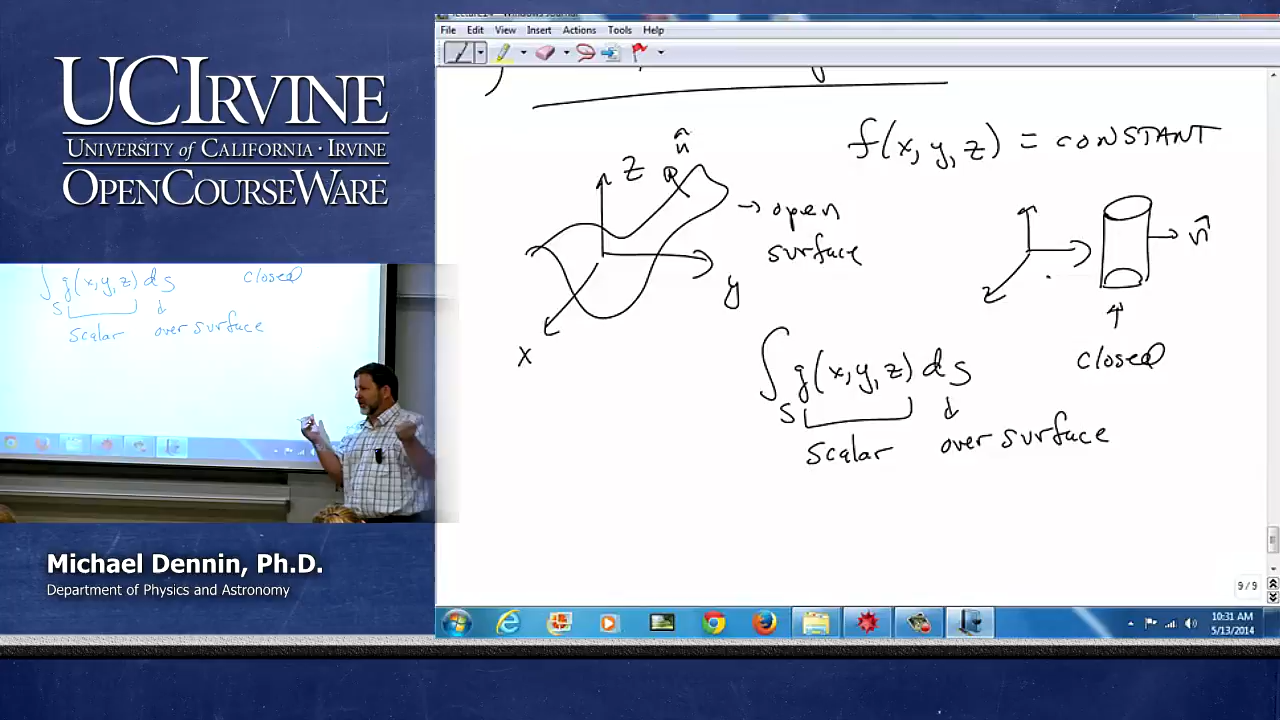 UCIRVINE
UNIVERSITY of CALIFORNIA · IRVINE
OPENCOURSEWARE
∫ g(x,y,z) ds closed
S
scalar over surface
Michael Dennin, Ph.D.
Department of Physics and Astronomy
File Edit View Insert Actions Tools Help
f(x, y, z) = CONSTANT
n̂
z
→ open
surface
n̂
y
x
closed
∫ g(x,y,z) ds
S
scalar over surface
9 / 9
10:31 AM
5/13/2014